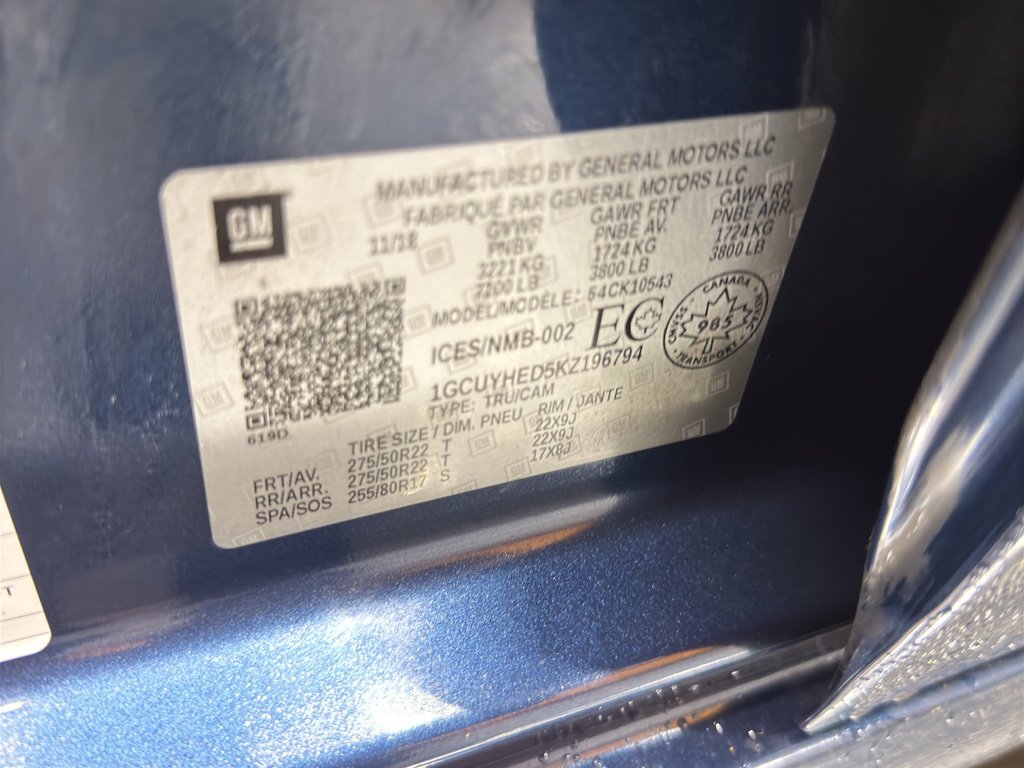 GM
MANUFACTURED BY GENERAL MOTORS LLC
FABRIQUÉ PAR GENERAL MOTORS LLC
11/18
GVWR
PNBV
3221 KG
7100 LB
GAWR FRT
PNBE AV.
1724 KG
3800 LB
GAWR RR
PNBE ARR.
1724 KG
3800 LB
MODEL/MODÈLE: 54CK10543
ICES/NMB-002
EC
CANADA
985
TRANSPORT
1GCUYHED5KZ196794
TYPE: TRU/CAM
619D
TIRE SIZE / DIM. PNEU RIM / JANTE
FRT/AV. 275/50R22 T 22X9J
RR/ARR. 275/50R22 T 22X9J
SPA/SOS 255/80R17 S 17X8J